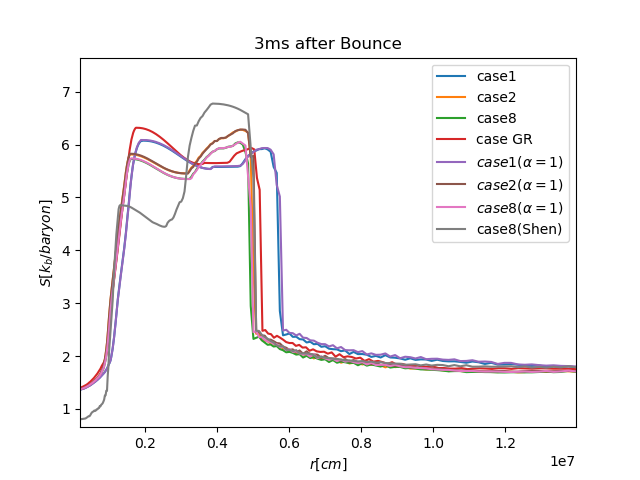 3ms after Bounce
S[k_b/baryon]
7
6
5
4
3
2
1
0.2
0.4
0.6
0.8
1.0
1.2
1e7
r[cm]
case1
case2
case8
case GR
case1(α = 1)
case2(α = 1)
case8(α = 1)
case8(Shen)